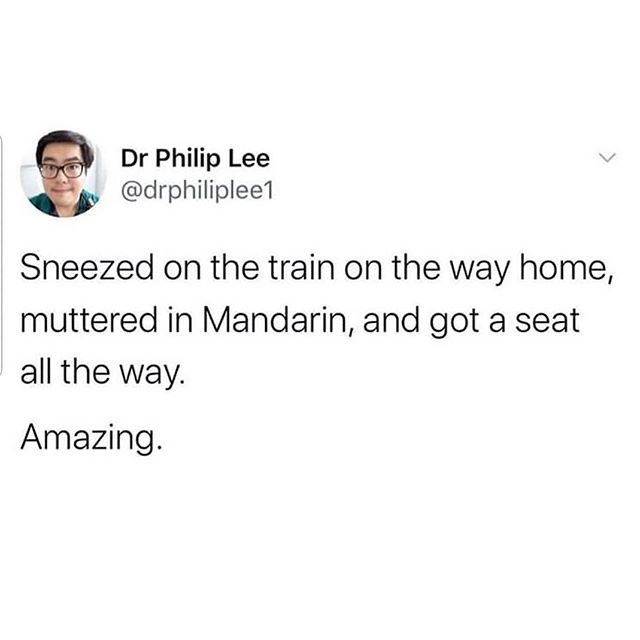 Dr Philip Lee
@drphiliplee1
Sneezed on the train on the way home,
muttered in Mandarin, and got a seat
all the way.
Amazing.